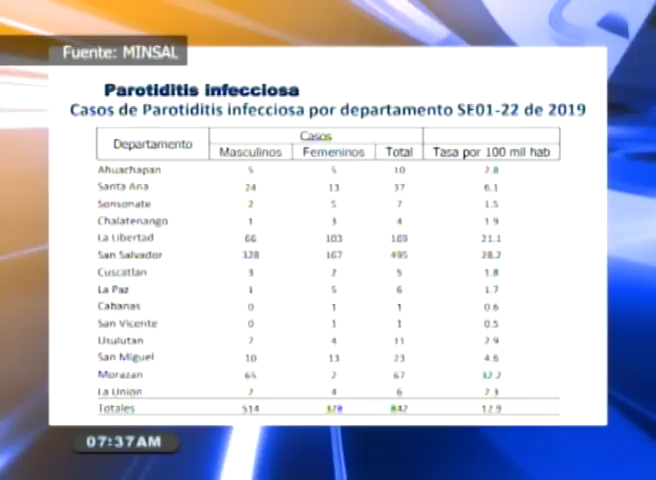 Fuente: MINSAL
Parotiditis infecciosa
Casos de Parotiditis infecciosa por departamento SE01-22 de 2019
Departamento Casos
Masculinos Femeninos Total Tasa por 100 mil hab
Ahuachapan 5 5 10 2.8
Santa Ana 24 13 37 6.1
Sonsonate 2 5 7 1.5
Chalatenango 1 3 4 1.9
La Libertad 66 103 169 21.1
San Salvador 328 167 495 28.2
Cuscatlan 3 2 5 1.8
La Paz 1 5 6 1.7
Cabanas 0 1 1 0.6
San Vicente 0 1 1 0.5
Usulutan 7 4 11 2.9
San Miguel 10 13 23 4.6
Morazan 65 2 67 32.2
La Union 2 4 6 2.3
Totales 514 328 842 12.9
07:37AM